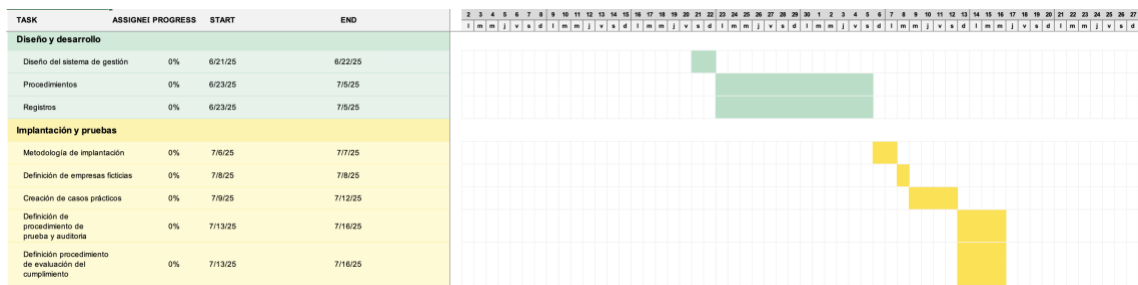 TASK ASSIGNEI PROGRESS START END
2 3 4 5 6 7 8 9 10 11 12 13 14 15 16 17 18 19 20 21 22 23 24 25 26 27 28 29 30 1 2 3 4 5 6 7 8 9 10 11 12 13 14 15 16 17 18 19 20 21 22 23 24 25 26 27
l m m j v s d l m m j v s d l m m j v s d l m m j v s d l m m j v s d l m m j v s d l m m j v s d l m m j v s d
Diseño y desarrollo
Diseño del sistema de gestión 0% 6/21/25 6/22/25
Procedimientos 0% 6/23/25 7/5/25
Registros 0% 6/23/25 7/5/25
Implantación y pruebas
Metodología de implantación 0% 7/6/25 7/7/25
Definición de empresas ficticias 0% 7/8/25 7/8/25
Creación de casos prácticos 0% 7/9/25 7/12/25
Definición de
procedimiento de 0% 7/13/25 7/16/25
prueba y auditoria
Definición procedimiento
de evaluación del 0% 7/13/25 7/16/25
cumplimiento